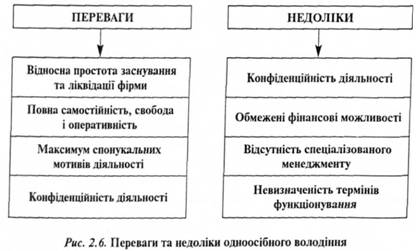 ПЕРЕВАГИ
Відносна простота заснування
та ліквідації фірми
Повна самостійність, свобода
і оперативність
Максимум спонукальних
мотивів діяльності
Конфіденційність діяльності
НЕДОЛІКИ
Конфіденційність діяльності
Обмежені фінансові можливості
Відсутність спеціалізованого
менеджменту
Невизначеність термінів
функціонування
Рис. 2.6. Переваги та недоліки одноосібного володіння